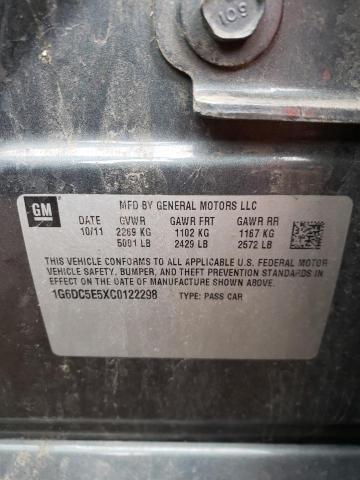 10.9
GM
MFD BY GENERAL MOTORS LLC
DATE GVWR GAWR FRT GAWR RR
10/11 2269 KG 1102 KG 1167 KG
5001 LB 2429 LB 2572 LB
THIS VEHICLE CONFORMS TO ALL APPLICABLE U.S. FEDERAL MOTOR
VEHICLE SAFETY, BUMPER, AND THEFT PREVENTION STANDARDS IN
EFFECT ON THE DATE OF MANUFACTURE SHOWN ABOVE.
1G6DC5E5XC0122298 TYPE: PASS CAR